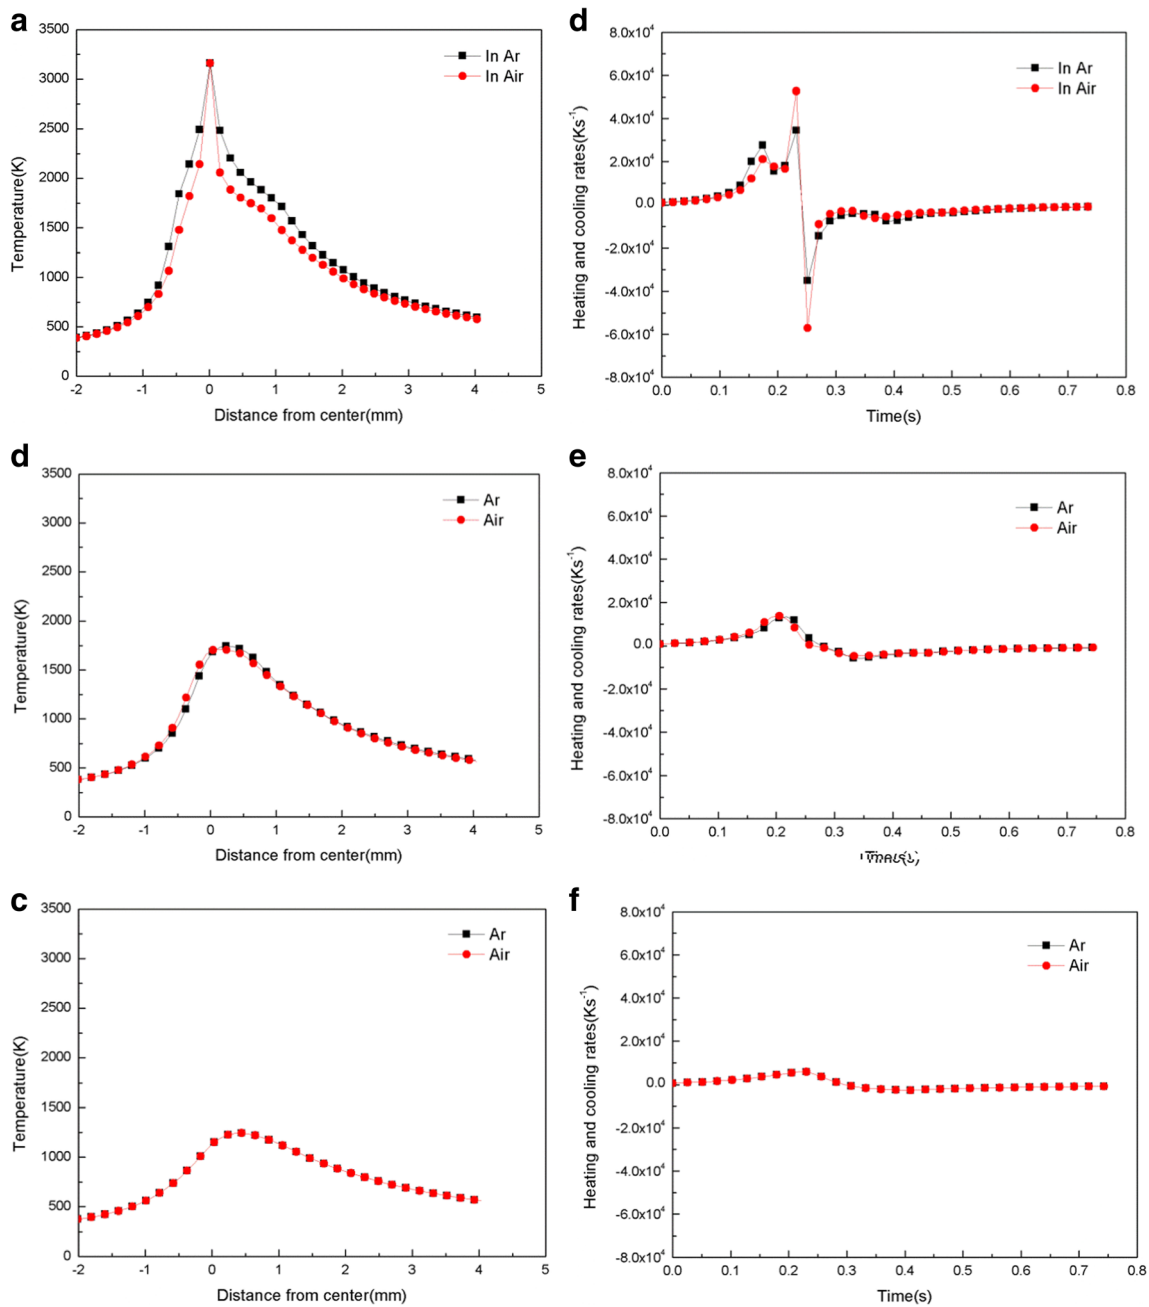 a
3500
3000
2500
2000
1500
1000
500
0
Temperature(K)
In Ar
In Air
-2
-1
0
1
2
3
4
5
Distance from center(mm)
d
8.0x10⁴
6.0x10⁴
4.0x10⁴
2.0x10⁴
0.0
-2.0x10⁴
-4.0x10⁴
-6.0x10⁴
-8.0x10⁴
Heating and cooling rates(Ks⁻¹)
In Ar
In Air
0.0
0.1
0.2
0.3
0.4
0.5
0.6
0.7
0.8
Time(s)
d
3500
3000
2500
2000
1500
1000
500
0
Temperature(K)
Ar
Air
-2
-1
0
1
2
3
4
5
Distance from center(mm)
e
8.0x10⁴
6.0x10⁴
4.0x10⁴
2.0x10⁴
0.0
-2.0x10⁴
-4.0x10⁴
-6.0x10⁴
-8.0x10⁴
Heating and cooling rates(Ks⁻¹)
Ar
Air
0.0
0.1
0.2
0.3
0.4
0.5
0.6
0.7
0.8
c
3500
3000
2500
2000
1500
1000
500
0
Temperature(K)
Ar
Air
-2
-1
0
1
2
3
4
5
Distance from center(mm)
f
8.0x10⁴
6.0x10⁴
4.0x10⁴
2.0x10⁴
0.0
-2.0x10⁴
-4.0x10⁴
-6.0x10⁴
-8.0x10⁴
Heating and cooling rates(Ks⁻¹)
Ar
Air
0.0
0.1
0.2
0.3
0.4
0.5
0.6
0.7
0.8
Time(s)